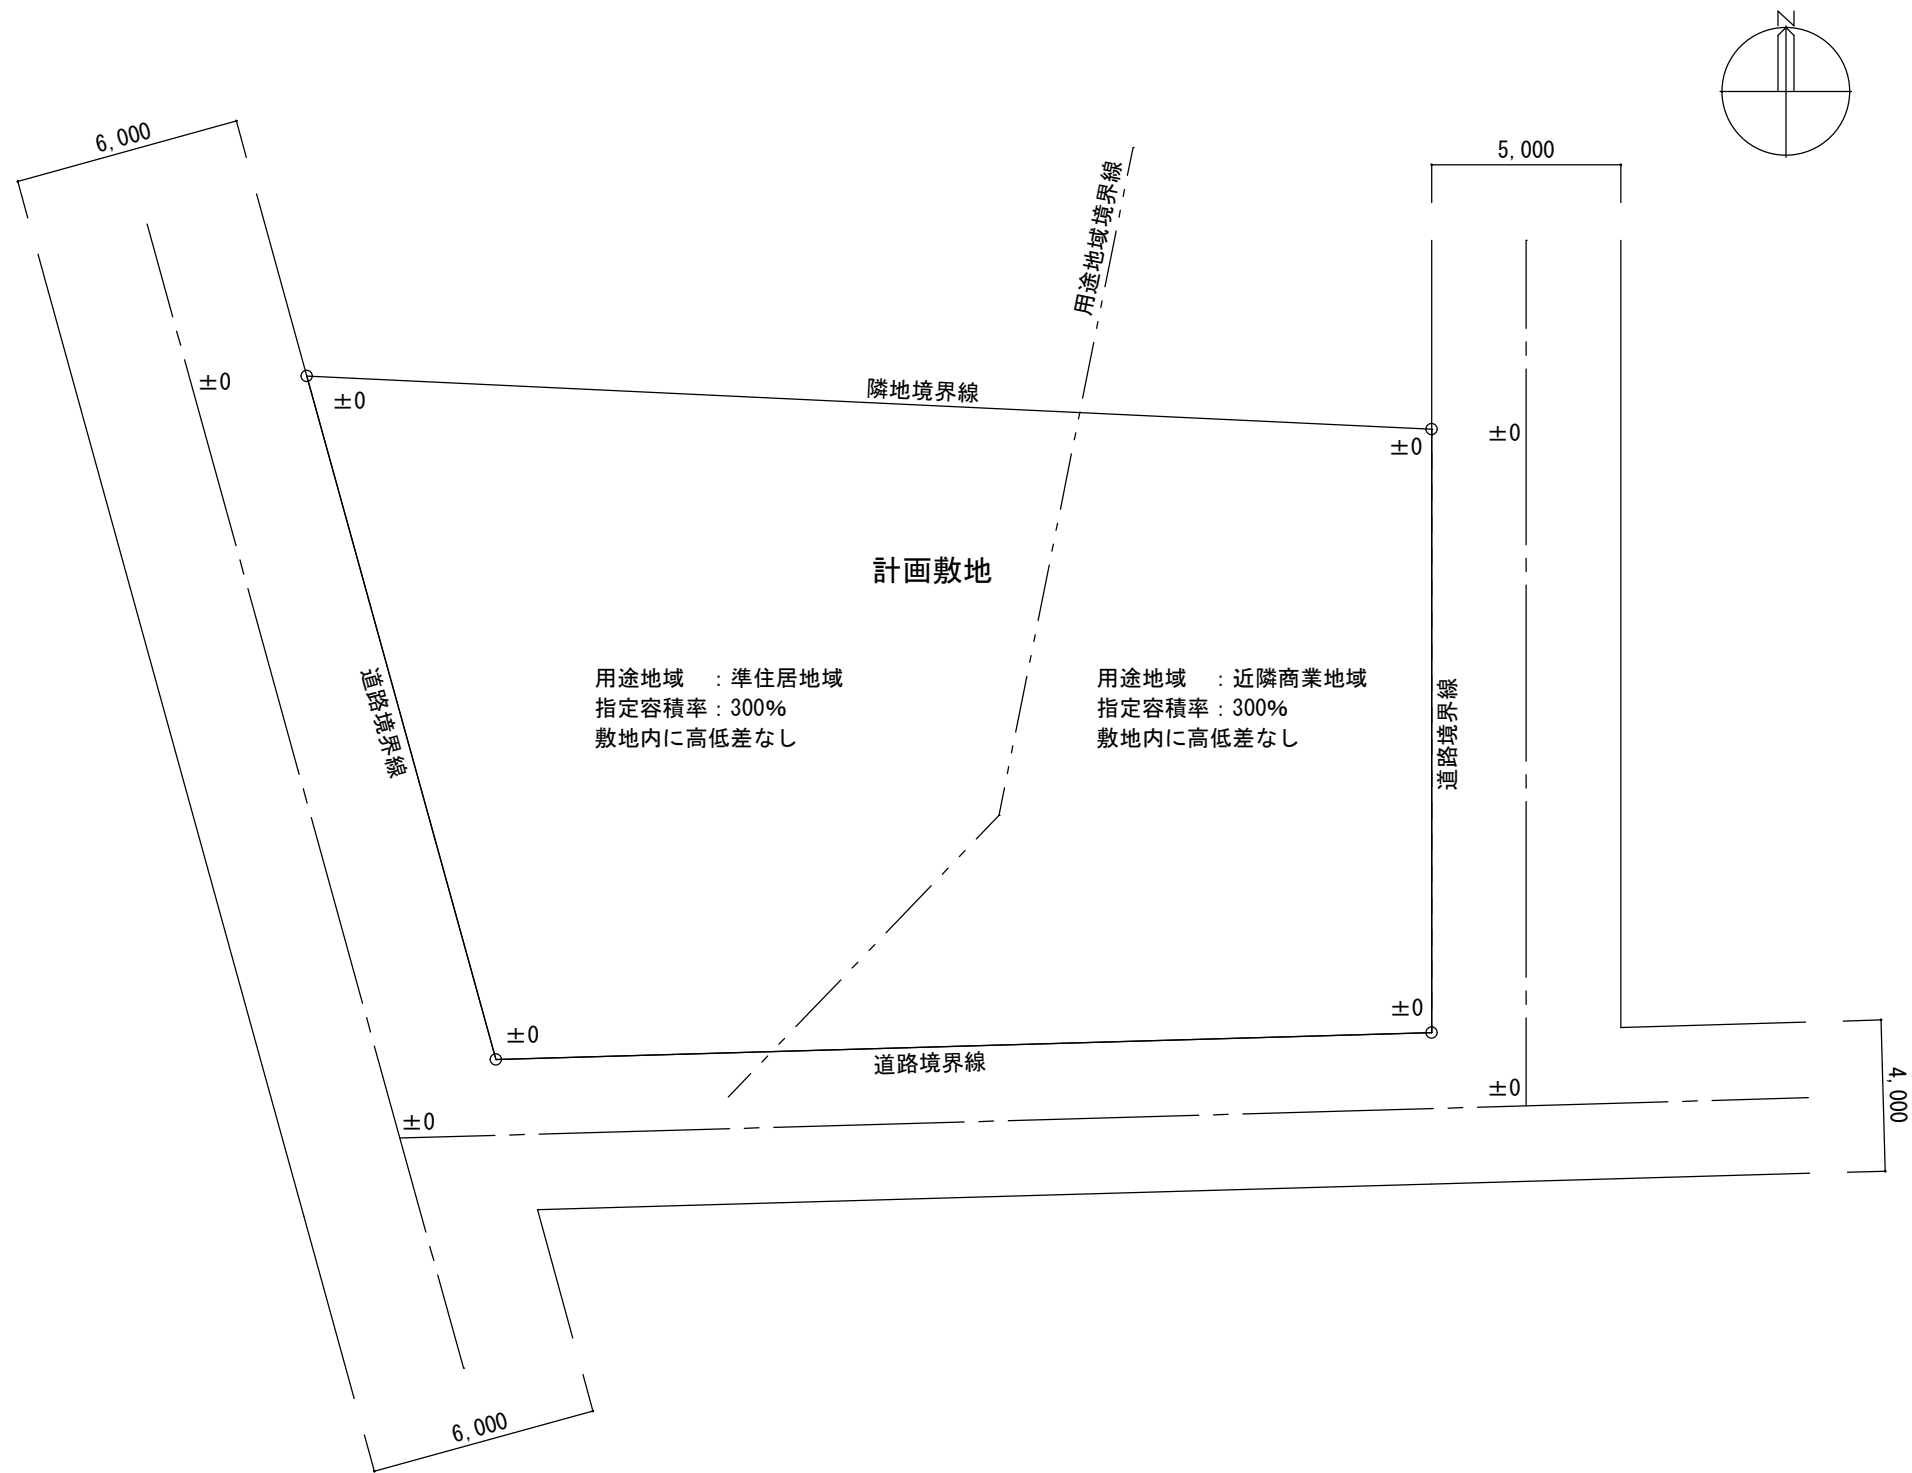 N
6,000
5,000
用途地域境界線
隣地境界線
±0
±0
±0
±0
計画敷地
用途地域　：準住居地域
指定容積率：300%
敷地内に高低差なし
用途地域　：近隣商業地域
指定容積率：300%
敷地内に高低差なし
道路境界線
道路境界線
±0
±0
道路境界線
±0
±0
4,000
6,000